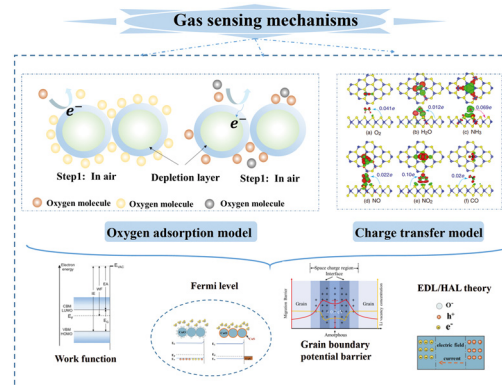 Gas sensing mechanisms
e⁻
e⁻
Step1: In air
Depletion layer
Step1: In air
Oxygen molecule
Oxygen molecule
Oxygen molecule
0.041e
0.012e
0.069e
(a) O₂
(b) H₂O
(c) NH₃
0.022e
0.10e
0.02e
(d) NO
(e) NO₂
(f) CO
Oxygen adsorption model
Charge transfer model
Electron
energy
CBM
LUMO
VBM
HOMO
Work function
Fermi level
Space charge region
Interface
Grain
Grain
Migration Barrier
Amorphous
Grain boundary
potential barrier
EDL/HAL theory
O⁻
h⁺
e⁻
electric field
current